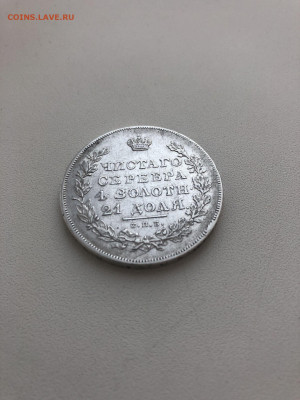 COINS.LAVE.RU
ЧИСТАГО
СЕРЕБРА
4 ЗОЛОТН
21 ДОЛЯ
С.П.Б.